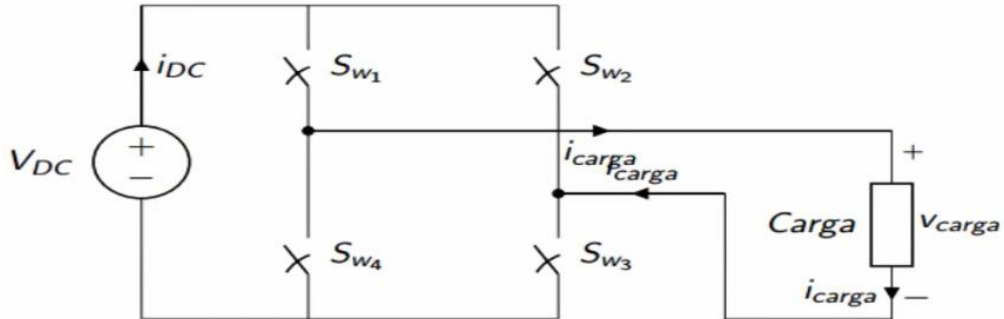 i_DC
S_w1
S_w2
V_DC
+
−
i_carga
i_carga
+
Carga
v_carga
S_w4
S_w3
i_carga
−